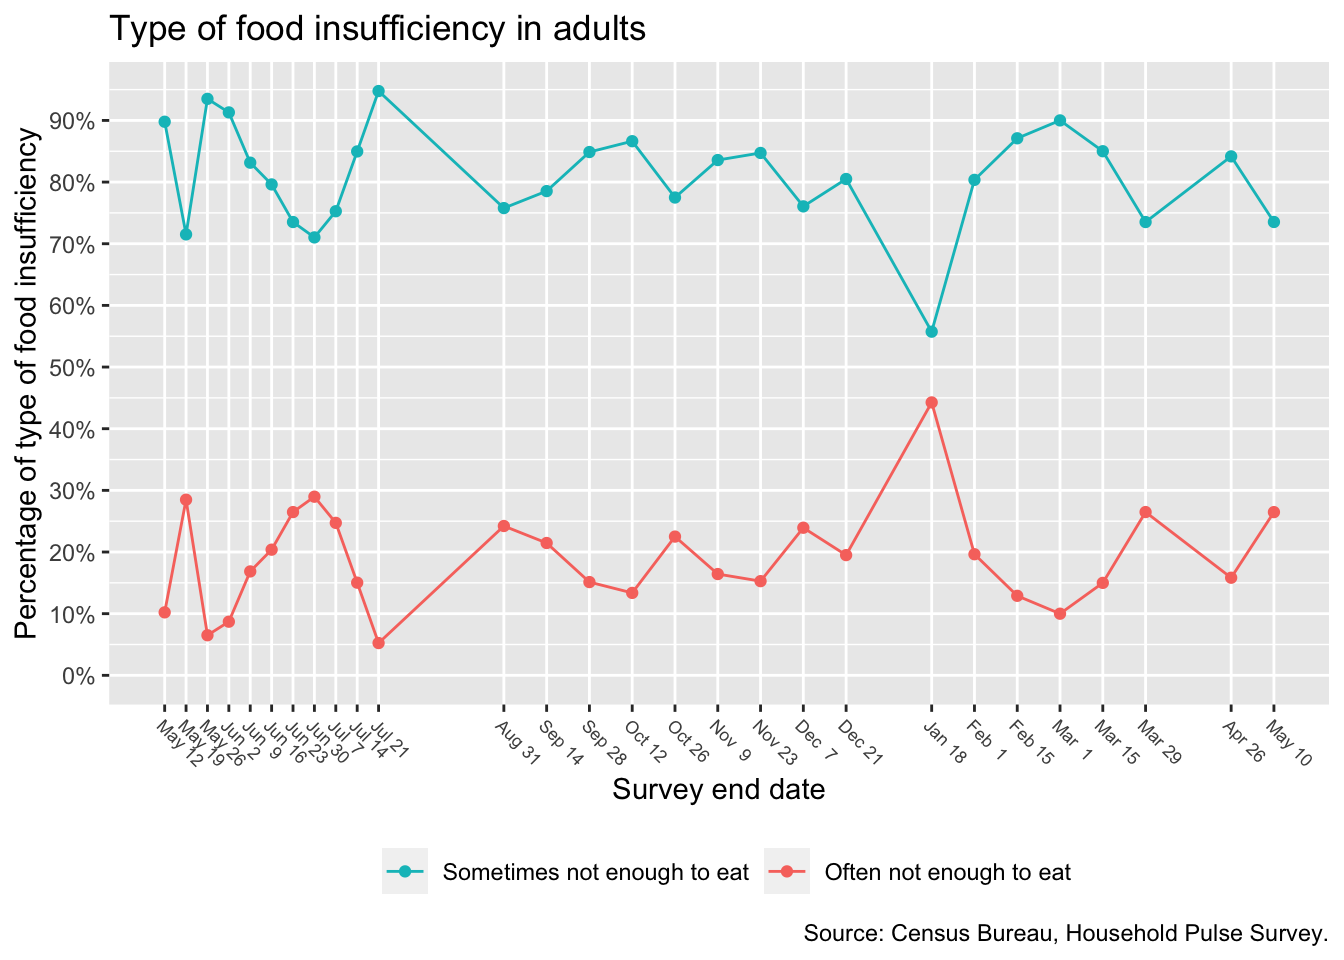 Type of food insufficiency in adults
Percentage of type of food insufficiency
90%
80%
70%
60%
50%
40%
30%
20%
10%
0%
May 12
May 19
May 26
Jun 2
Jun 9
Jun 16
Jun 23
Jun 30
Jul 7
Jul 14
Jul 21
Aug 31
Sep 14
Sep 28
Oct 12
Oct 26
Nov 9
Nov 23
Dec 7
Dec 21
Jan 18
Feb 1
Feb 15
Mar 1
Mar 15
Mar 29
Apr 26
May 10
Survey end date
Sometimes not enough to eat
Often not enough to eat
Source: Census Bureau, Household Pulse Survey.